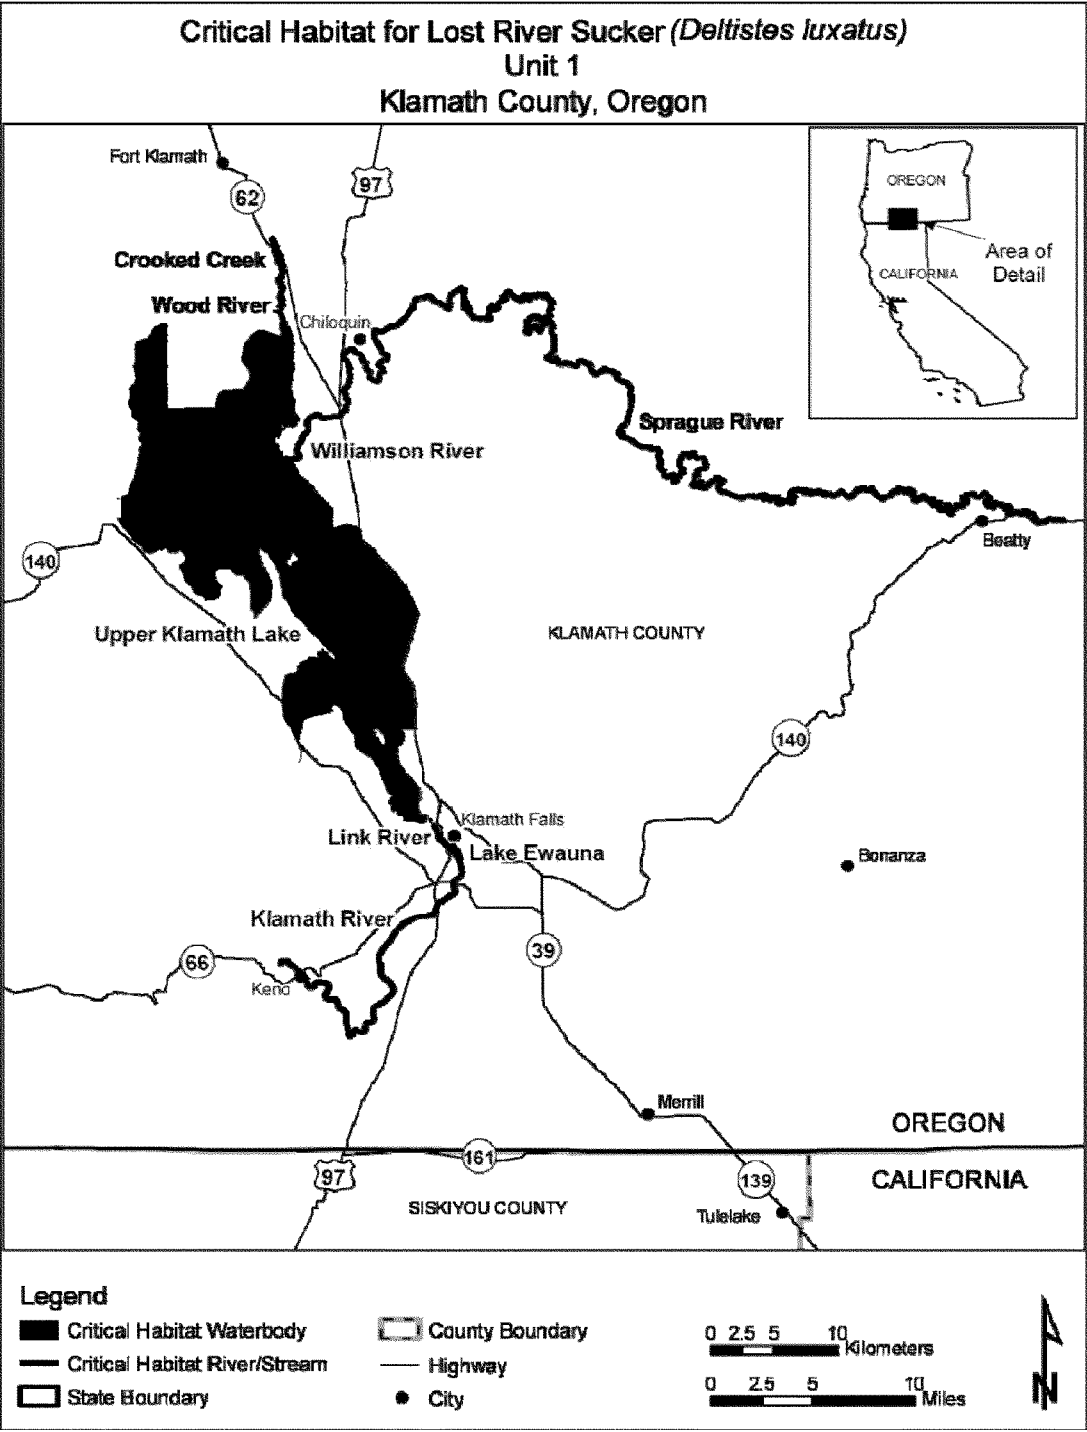 Critical Habitat for Lost River Sucker (Deltistes luxatus)
Unit 1
Klamath County, Oregon
Fort Klamath
62
97
Crooked Creek
Wood River
Chiloquin
OREGON
Area of
Detail
CALIFORNIA
Sprague River
Williamson River
140
Beatty
Upper Klamath Lake
KLAMATH COUNTY
140
Klamath Falls
Link River
Lake Ewauna
Bonanza
Klamath River
39
66
Keno
Merrill
OREGON
161
97
139
CALIFORNIA
SISKIYOU COUNTY
Tulelake
Legend
Critical Habitat Waterbody
Critical Habitat River/Stream
State Boundary
County Boundary
Highway
City
0 2.5 5 10
Kilometers
0 2.5 5 10
Miles
N